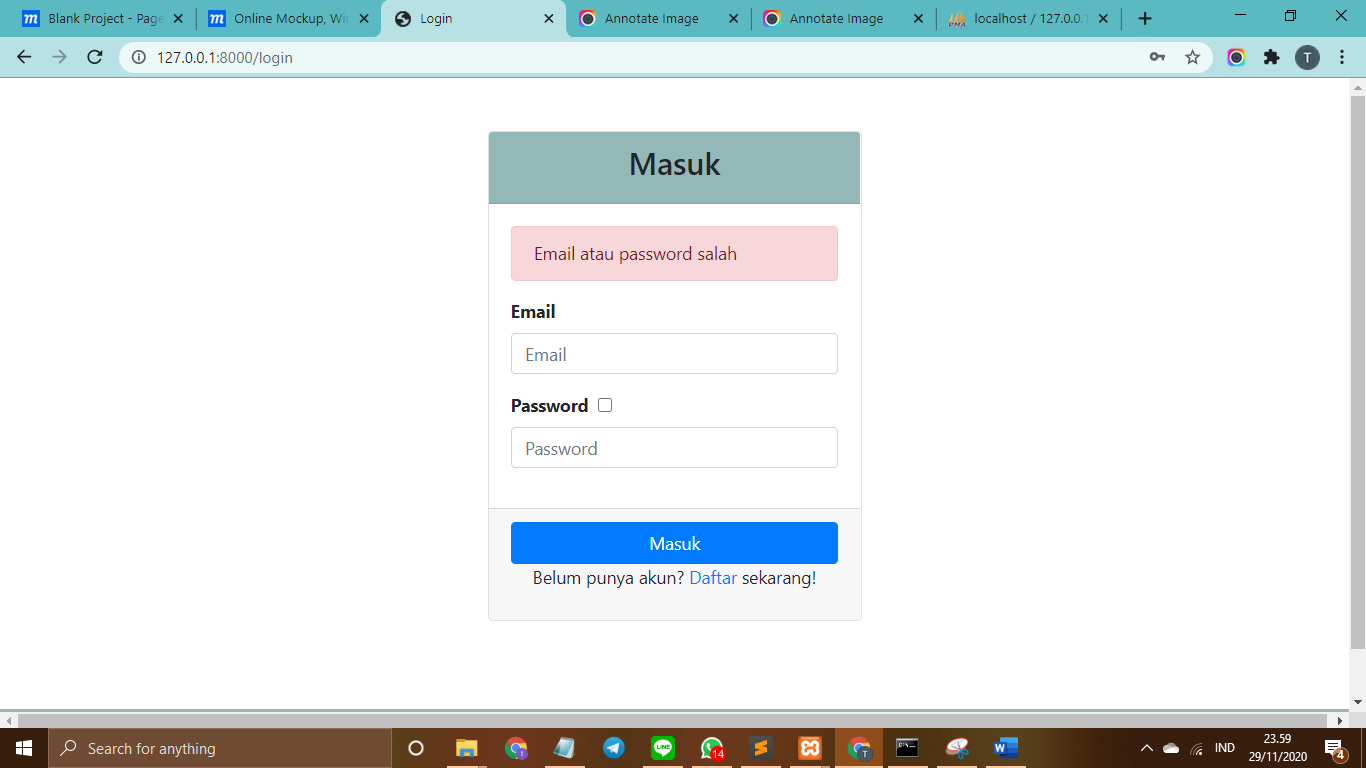 Blank Project - Page
Online Mockup, Wi
Login
Annotate Image
Annotate Image
localhost / 127.0.0.1
127.0.0.1:8000/login
T
Masuk
Email atau password salah
Email
Email
Password
Password
Masuk
Belum punya akun? Daftar sekarang!
Search for anything
14
IND
23.59
29/11/2020
4